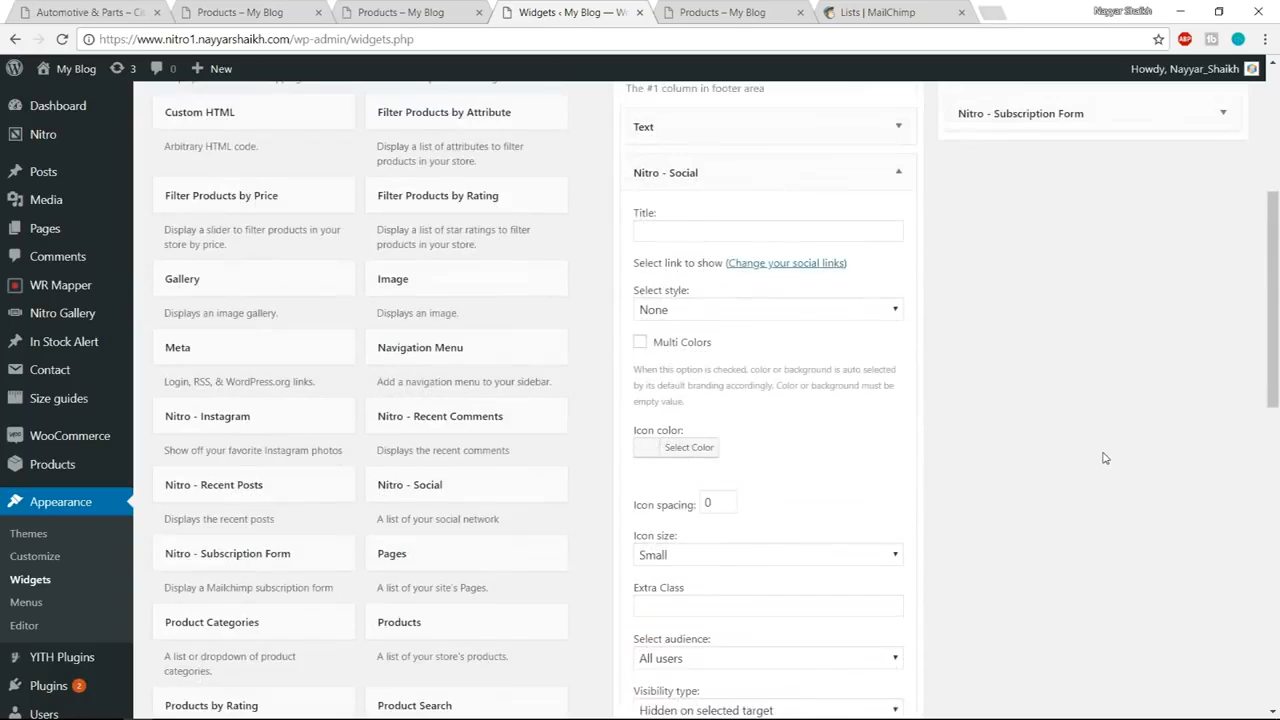 Automotive & Parts – Cit
Products – My Blog
Products – My Blog
Widgets ‹ My Blog — W
Products – My Blog
Lists | MailChimp
Nayyar Shaikh
https://www.nitro1.nayyarshaikh.com/wp-admin/widgets.php
My Blog
3
0
New
Howdy, Nayyar_Shaikh
Dashboard
Nitro
Posts
Media
Pages
Comments
WR Mapper
Nitro Gallery
In Stock Alert
Contact
Size guides
WooCommerce
Products
Appearance
Themes
Customize
Widgets
Menus
Editor
YITH Plugins
Plugins 2
Users
Custom HTML
Arbitrary HTML code.
Filter Products by Attribute
Display a list of attributes to filter
products in your store.
Filter Products by Price
Display a slider to filter products in your
store by price.
Filter Products by Rating
Display a list of star ratings to filter
products in your store.
Gallery
Displays an image gallery.
Image
Displays an image.
Meta
Login, RSS, & WordPress.org links.
Navigation Menu
Add a navigation menu to your sidebar.
Nitro - Instagram
Show off your favorite Instagram photos
Nitro - Recent Comments
Displays the recent comments
Nitro - Recent Posts
Displays the recent posts
Nitro - Social
A list of your social network
Nitro - Subscription Form
Display a Mailchimp subscription form
Pages
A list of your site's Pages.
Product Categories
A list or dropdown of product
categories.
Products
A list of your store's products.
Products by Rating
Product Search
The #1 column in footer area
Text
Nitro - Social
Title:
Select link to show (Change your social links)
Select style:
None
Multi Colors
When this option is checked, color or background is auto selected
by its default branding accordingly. Color or background must be
empty value.
Icon color:
Select Color
Icon spacing: 0
Icon size:
Small
Extra Class
Select audience:
All users
Visibility type:
Hidden on selected target
Nitro - Subscription Form